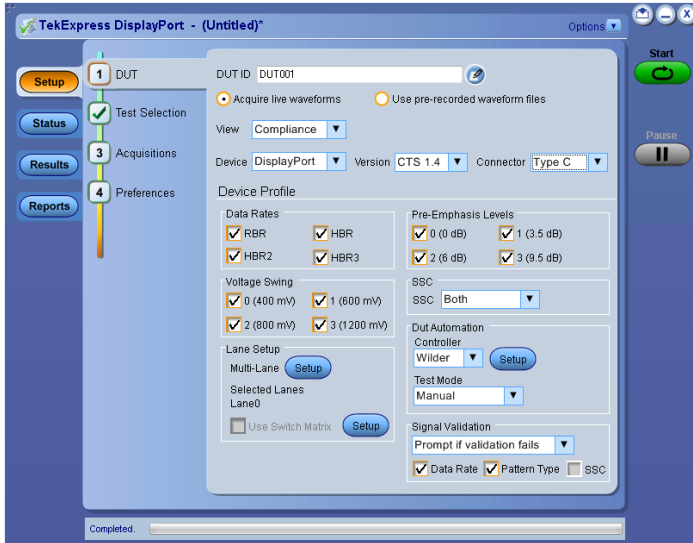 TekExpress DisplayPort - (Untitled)*
Options
Start
Setup
Status
Results
Reports
Pause
1 DUT
Test Selection
3 Acquisitions
4 Preferences
DUT ID DUT001
Acquire live waveforms Use pre-recorded waveform files
View Compliance
Device DisplayPort Version CTS 1.4 Connector Type C
Device Profile
Data Rates
RBR HBR
HBR2 HBR3
Voltage Swing
0 (400 mV) 1 (600 mV)
2 (800 mV) 3 (1200 mV)
Lane Setup
Multi-Lane Setup
Selected Lanes
Lane0
Use Switch Matrix Setup
Pre-Emphasis Levels
0 (0 dB) 1 (3.5 dB)
2 (6 dB) 3 (9.5 dB)
SSC
SSC Both
Dut Automation
Controller
Wilder Setup
Test Mode
Manual
Signal Validation
Prompt if validation fails
Data Rate Pattern Type SSC
Completed.